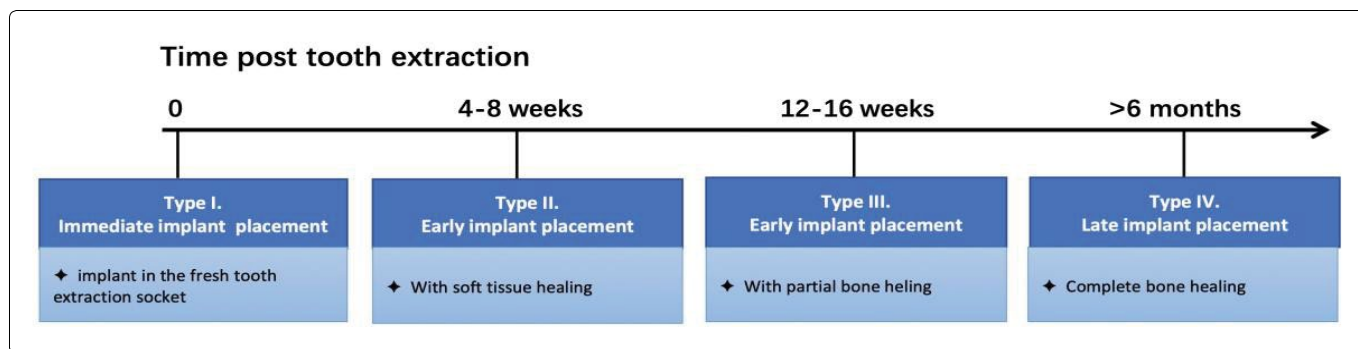 Time post tooth extraction
0
4-8 weeks
12-16 weeks
>6 months
Type I.
Immediate implant placement
✦ implant in the fresh tooth
extraction socket
Type II.
Early implant placement
✦ With soft tissue healing
Type III.
Early implant placement
✦ With partial bone heling
Type IV.
Late implant placement
✦ Complete bone healing